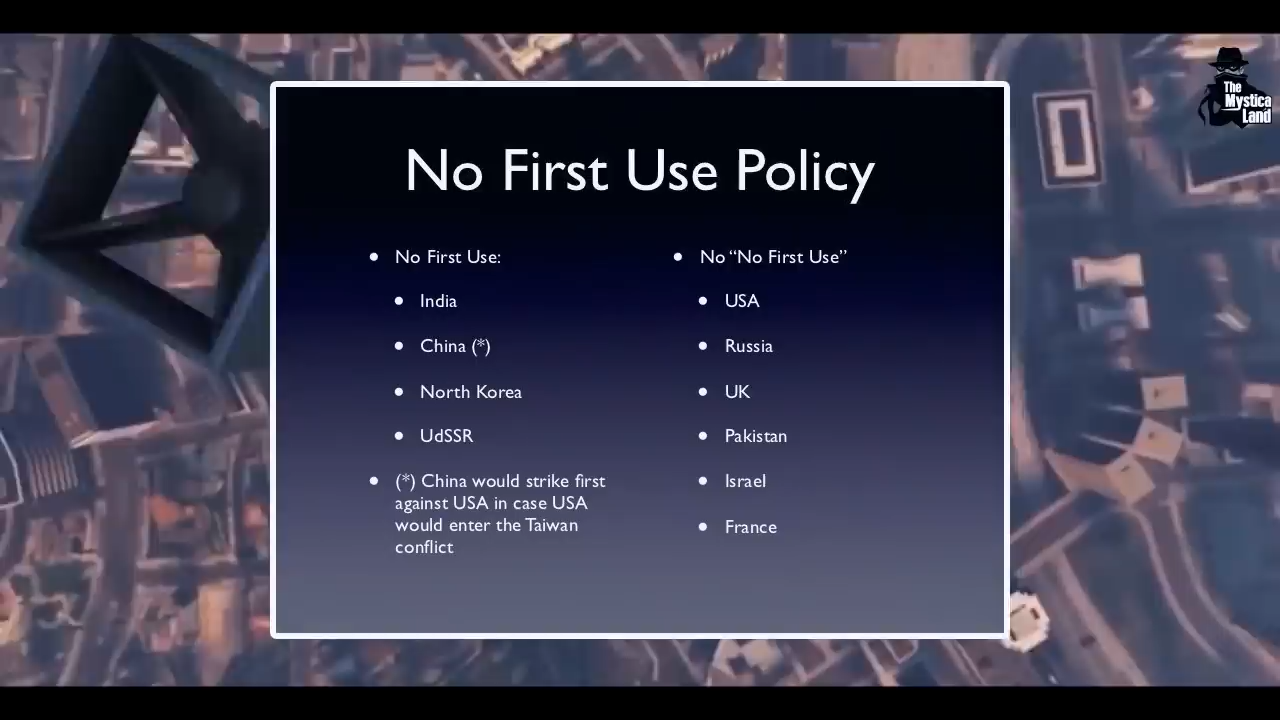 The
Mystica
Land
No First Use Policy
No First Use:
India
China (*)
North Korea
UdSSR
(*) China would strike first
against USA in case USA
would enter the Taiwan
conflict
No “No First Use”
USA
Russia
UK
Pakistan
Israel
France